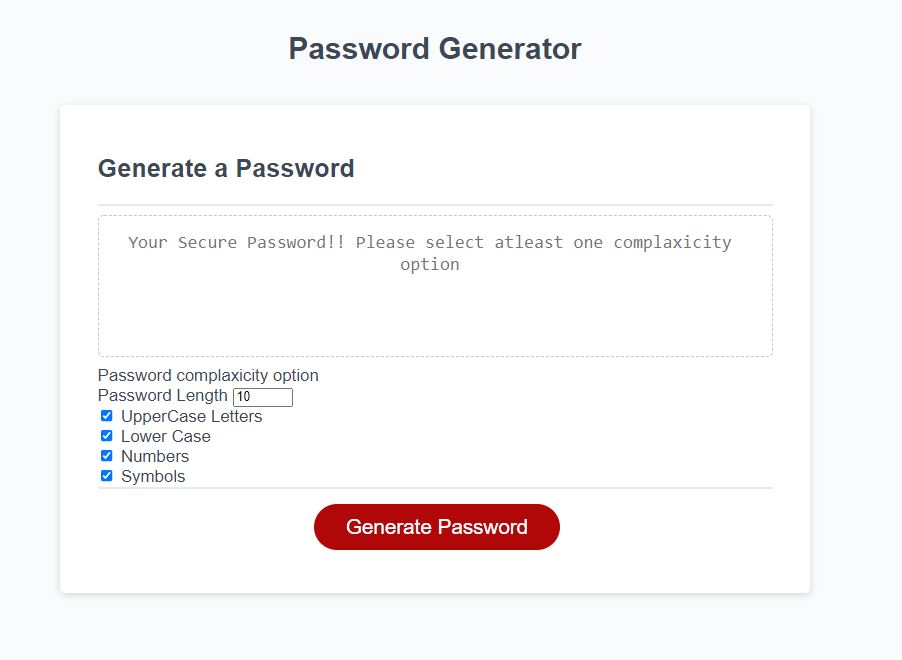 Password Generator
Generate a Password
Your Secure Password!! Please select atleast one complaxicity
option
Password complaxicity option
Password Length 10
UpperCase Letters
Lower Case
Numbers
Symbols
Generate Password